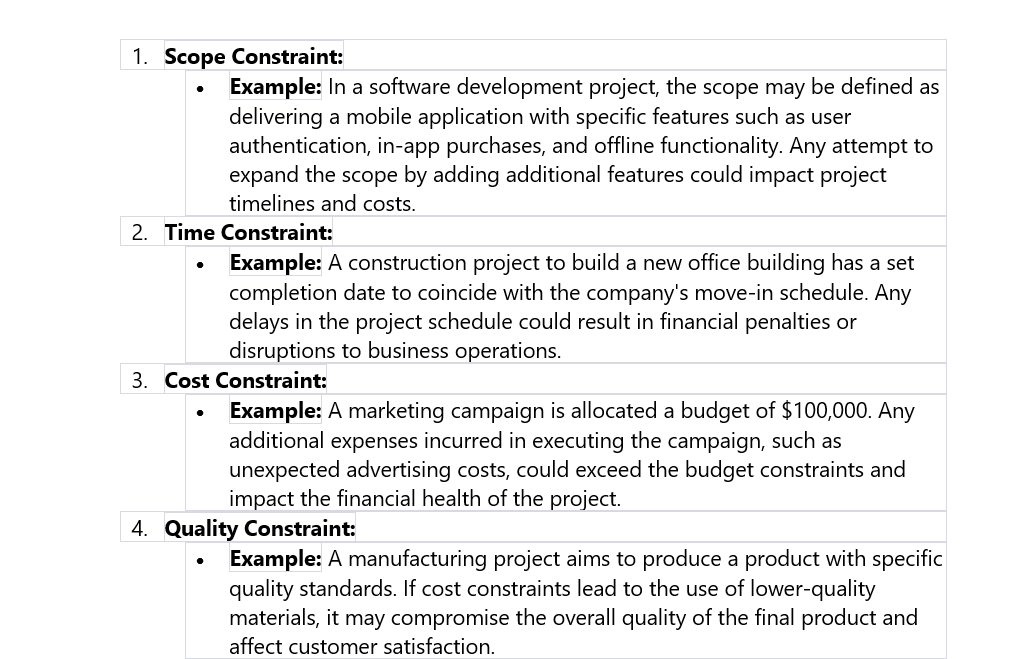 1. Scope Constraint:
• Example: In a software development project, the scope may be defined as
delivering a mobile application with specific features such as user
authentication, in-app purchases, and offline functionality. Any attempt to
expand the scope by adding additional features could impact project
timelines and costs.
2. Time Constraint:
• Example: A construction project to build a new office building has a set
completion date to coincide with the company's move-in schedule. Any
delays in the project schedule could result in financial penalties or
disruptions to business operations.
3. Cost Constraint:
• Example: A marketing campaign is allocated a budget of $100,000. Any
additional expenses incurred in executing the campaign, such as
unexpected advertising costs, could exceed the budget constraints and
impact the financial health of the project.
4. Quality Constraint:
• Example: A manufacturing project aims to produce a product with specific
quality standards. If cost constraints lead to the use of lower-quality
materials, it may compromise the overall quality of the final product and
affect customer satisfaction.